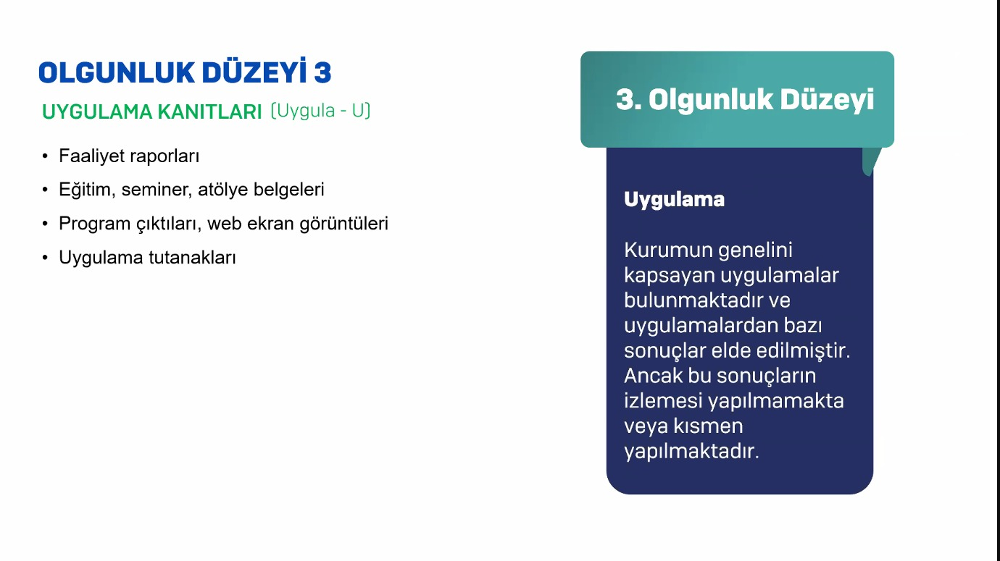 OLGUNLUK DÜZEYİ 3
UYGULAMA KANITLARI (Uygula - U)
• Faaliyet raporları
• Eğitim, seminer, atölye belgeleri
• Program çıktıları, web ekran görüntüleri
• Uygulama tutanakları
3. Olgunluk Düzeyi
Uygulama
Kurumun genelini
kapsayan uygulamalar
bulunmaktadır ve
uygulamalardan bazı
sonuçlar elde edilmiştir.
Ancak bu sonuçların
izlemesi yapılmamakta
veya kısmen
yapılmaktadır.